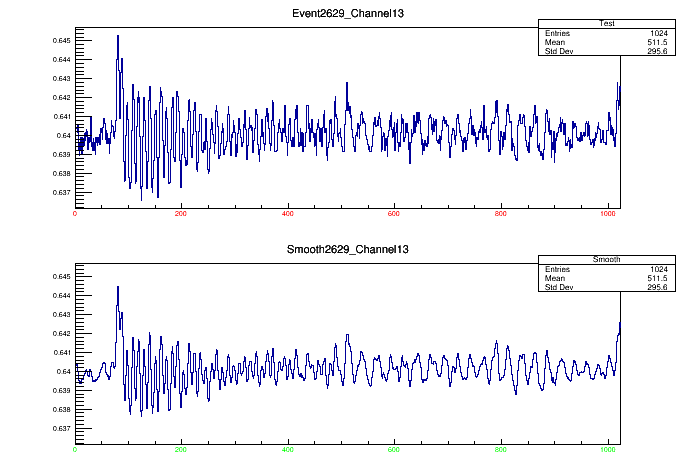 Event2629_Channel13
Test
Entries 1024
Mean 511.5
Std Dev 295.6
0.645
0.644
0.643
0.642
0.641
0.64
0.639
0.638
0.637
0 200 400 600 800 1000
Smooth2629_Channel13
Smooth
Entries 1024
Mean 511.5
Std Dev 295.6
0.645
0.644
0.643
0.642
0.641
0.64
0.639
0.638
0.637
0 200 400 600 800 1000